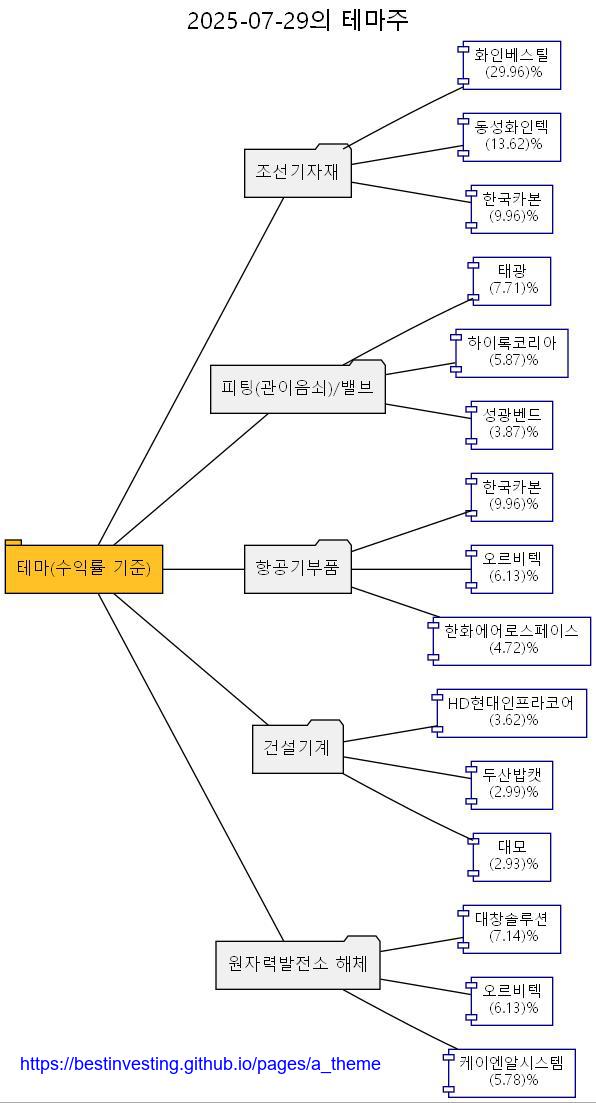 2025-07-29의 테마주
화인베스틸
(29.96)%
동성화인텍
(13.62)%
조선기자재
한국카본
(9.96)%
태광
(7.71)%
하이록코리아
(5.87)%
피팅(관이음쇠)/밸브
성광벤드
(3.87)%
한국카본
(9.96)%
테마(수익률 기준)
항공기부품
오르비텍
(6.13)%
한화에어로스페이스
(4.72)%
HD현대인프라코어
(3.62)%
건설기계
두산밥캣
(2.99)%
대모
(2.93)%
대창솔루션
(7.14)%
원자력발전소 해체
오르비텍
(6.13)%
케이엔알시스템
(5.78)%
https://bestinvesting.github.io/pages/a_theme